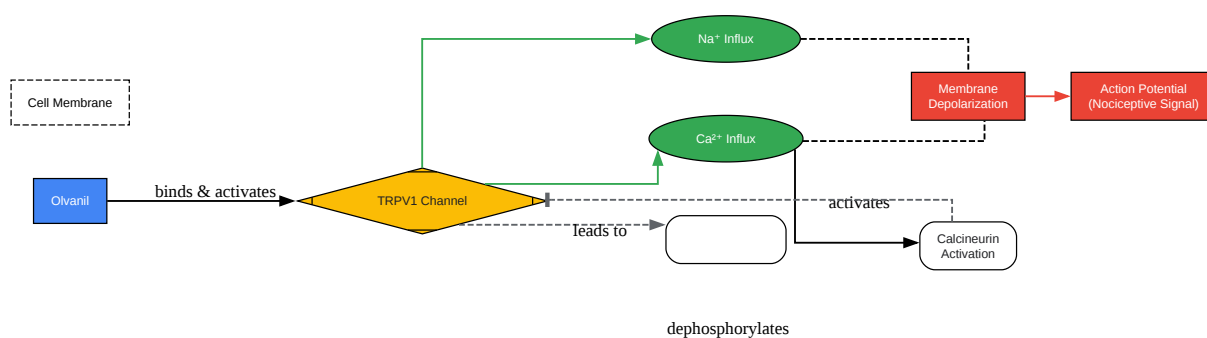 Na⁺ Influx
Cell Membrane
Membrane
Depolarization
Action Potential
(Nociceptive Signal)
Ca²⁺ Influx
Olvanil
binds & activates
TRPV1 Channel
activates
leads to
Calcineurin
Activation
dephosphorylates